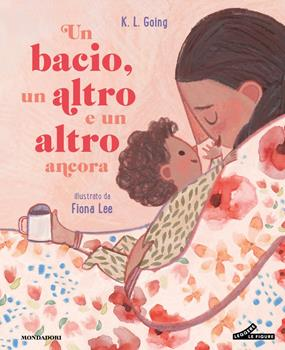 K. L. Going
Un
bacio,
un altro
e un
altro
ancora
illustrato da
Fiona Lee
MONDADORI
LEGGERE
LE FIGURE